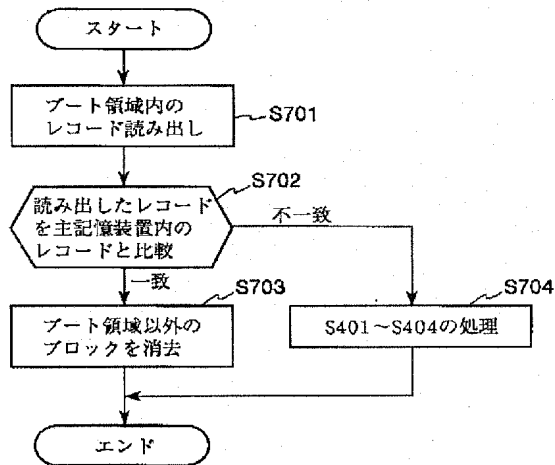 スタート
ブート領域内の
レコード読み出し
S701
S702
読み出したレコード
を主記憶装置内の
レコードと比較
不一致
一致
S703
ブート領域以外の
ブロックを消去
S704
S401～S404の処理
エンド